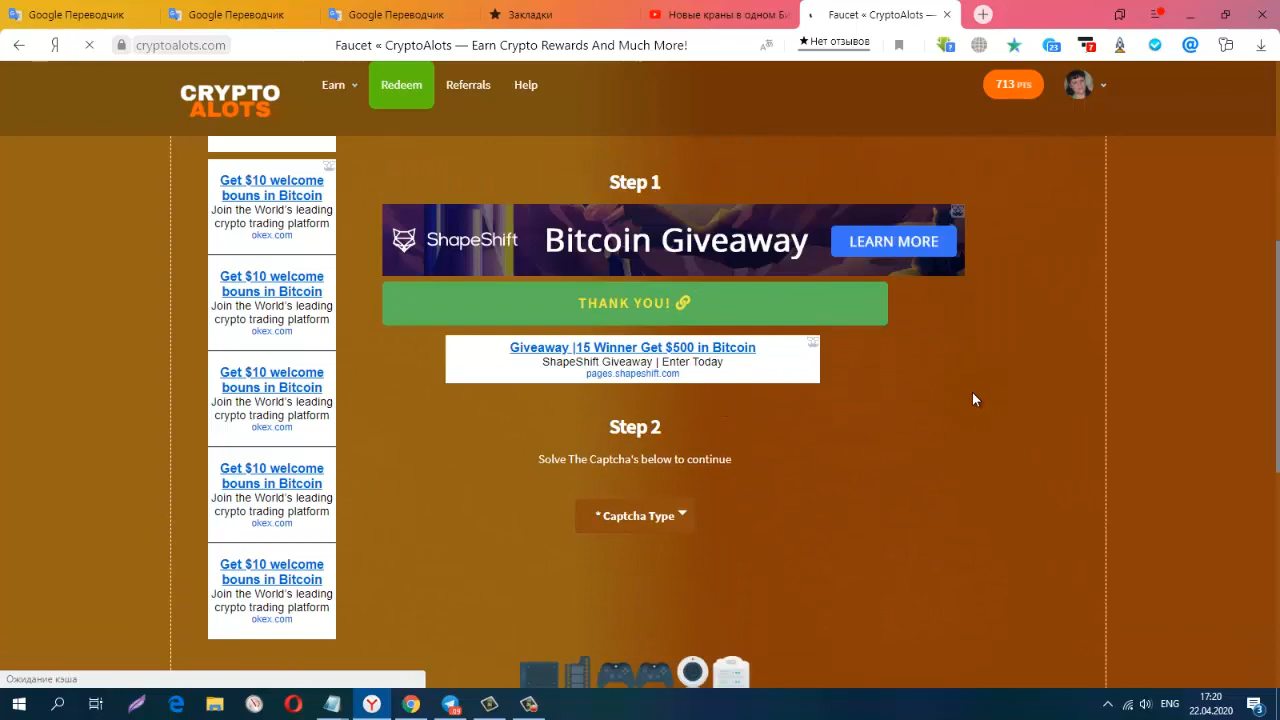 Google Переводчик
Google Переводчик
Google Переводчик
Закладки
Новые краны в одном Би
Faucet « CryptoAlots —
Я
cryptoalots.com
Faucet « CryptoAlots — Earn Crypto Rewards And Much More!
Нет отзывов
?
23
7
CRYPTO
ALOTS
Earn
Redeem
Referrals
Help
713 PTS
Step 1
Get $10 welcome
bouns in Bitcoin
Join the World's leading
crypto trading platform
okex.com
ShapeShift
Bitcoin Giveaway
LEARN MORE
Get $10 welcome
bouns in Bitcoin
Join the World's leading
crypto trading platform
okex.com
THANK YOU!
Giveaway |15 Winner Get $500 in Bitcoin
ShapeShift Giveaway | Enter Today
pages.shapeshift.com
Get $10 welcome
bouns in Bitcoin
Join the World's leading
crypto trading platform
okex.com
Step 2
Solve The Captcha's below to continue
Get $10 welcome
bouns in Bitcoin
Join the World's leading
crypto trading platform
okex.com
* Captcha Type
Get $10 welcome
bouns in Bitcoin
Join the World's leading
crypto trading platform
okex.com
Ожидание кэша
ENG
17:20
22.04.2020
3